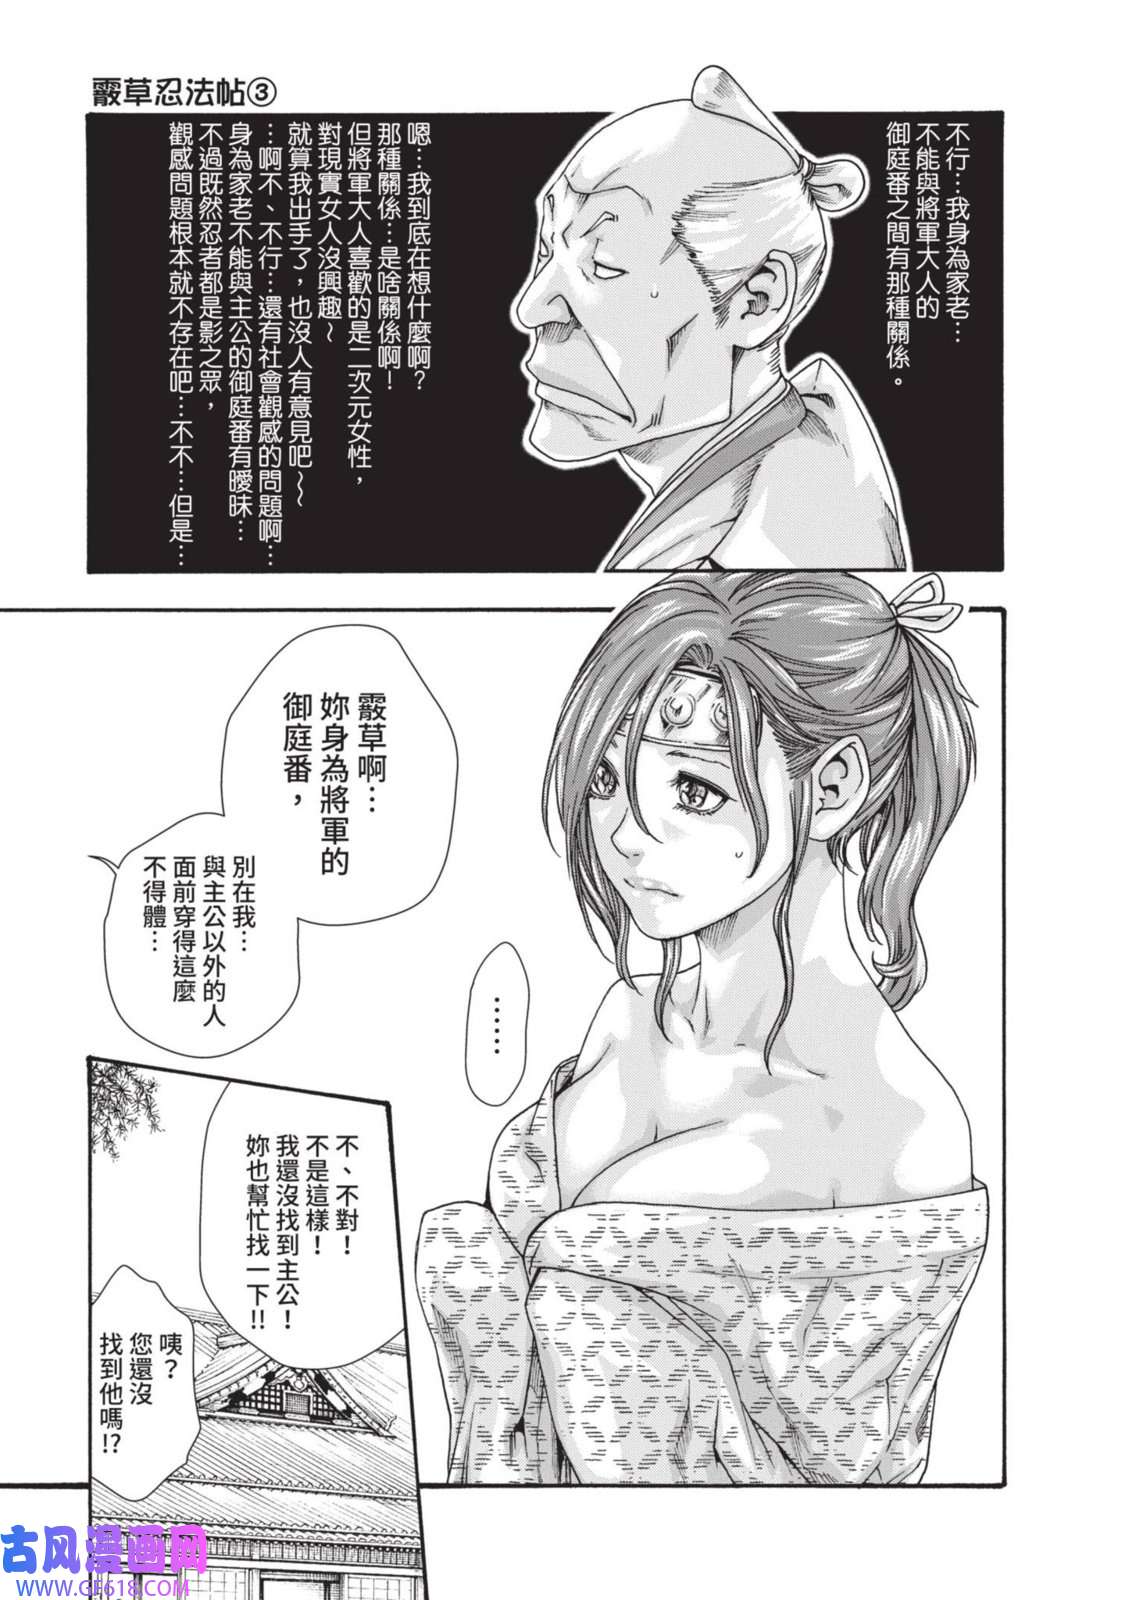 霰草忍法帖③
不行…我身為家老…
不能與將軍大人的
御庭番之間有那種關係。
嗯…我到底在想什麼啊？
那種關係…是啥關係啊！
但將軍大人喜歡的是二次元女性，
對現實女人沒興趣～
就算我出手了，也沒人有意見吧～～
…啊不、不行…還有社會觀感的問題啊…
身為家老不能與主公的御庭番有曖昧…
不過既然忍者都是影之眾，
觀感問題根本就不存在吧…不不…但是…
霰草啊…
妳身為將軍的
御庭番，
別在我…
與主公以外的人
面前穿得這麼
不得體…
……
不、不對！
不是這樣！
我還沒找到主公！
妳也幫忙找一下!!
咦？
您還沒
找到他嗎!?
古风漫画网
WWW.GF618.COM